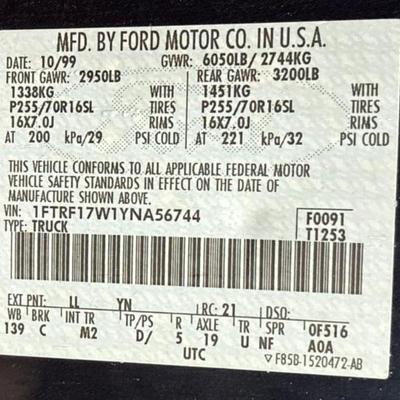 MFD. BY FORD MOTOR CO. IN U.S.A.
DATE: 10/99 GVWR: 6050LB/ 2744KG
FRONT GAWR: 2950LB REAR GAWR: 3200LB
1338KG WITH 1451KG WITH
P255/70R16SL TIRES P255/70R16SL TIRES
16X7.0J RIMS 16X7.0J RIMS
AT 200 kPa/29 PSI COLD AT 221 kPa/32 PSI COLD
THIS VEHICLE CONFORMS TO ALL APPLICABLE FEDERAL MOTOR
VEHICLE SAFETY STANDARDS IN EFFECT ON THE DATE OF
MANUFACTURE SHOWN ABOVE.
VIN: 1FTRF17W1YNA56744 F0091
TYPE: TRUCK T1253
EXT PNT: LL YN RC: 21 DSO:
WB BRK INT TR TP/PS R AXLE TR SPR 0F516
139 C M2 D/ 5 19 U NF A0A
UTC ▽ F85B-1520472-AB